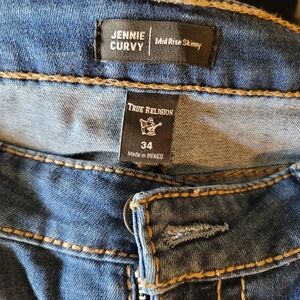 JENNIE
CURVY
Mid Rise Skinny
TRUE RELIGION
34
MADE IN MEXICO